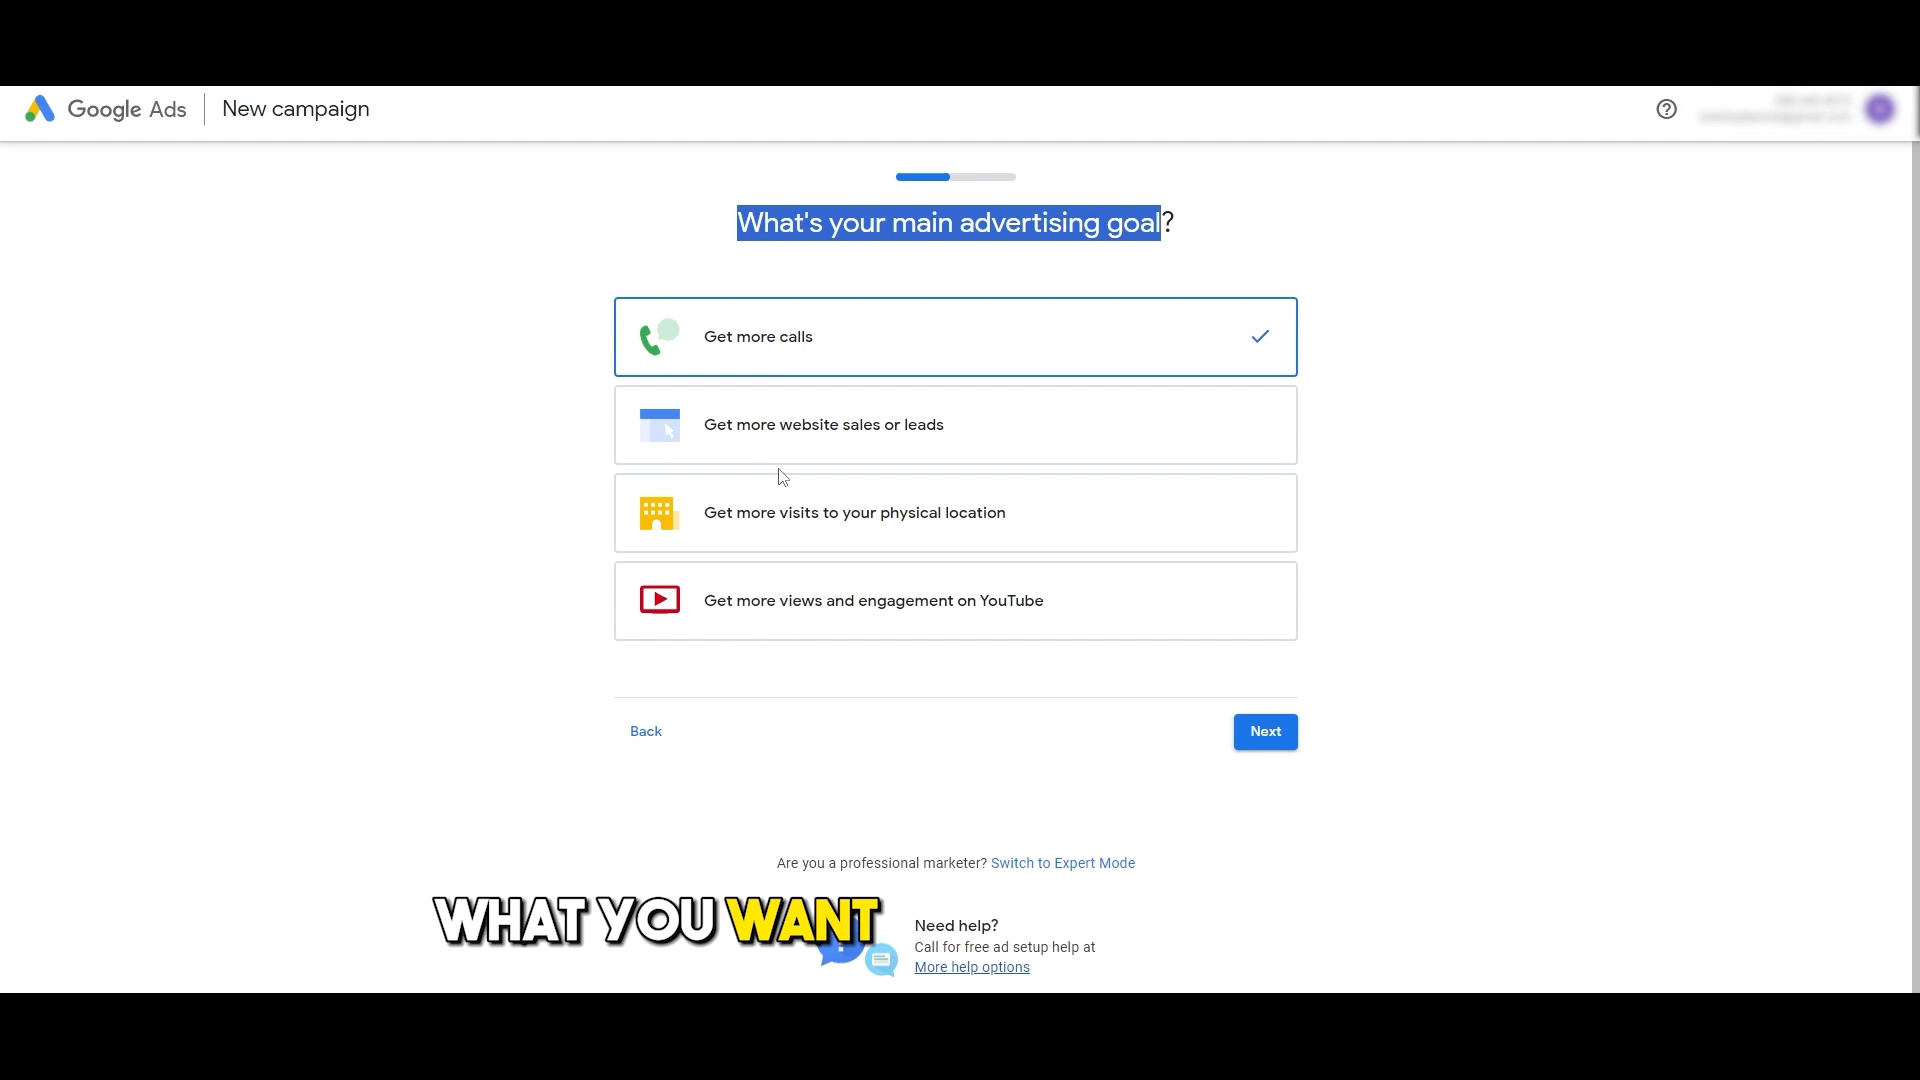 Google Ads New campaign
What's your main advertising goal?
Get more calls
Get more website sales or leads
Get more visits to your physical location
Get more views and engagement on YouTube
Back Next
Are you a professional marketer? Switch to Expert Mode
WHAT YOU WANT
Need help?
Call for free ad setup help at
More help options